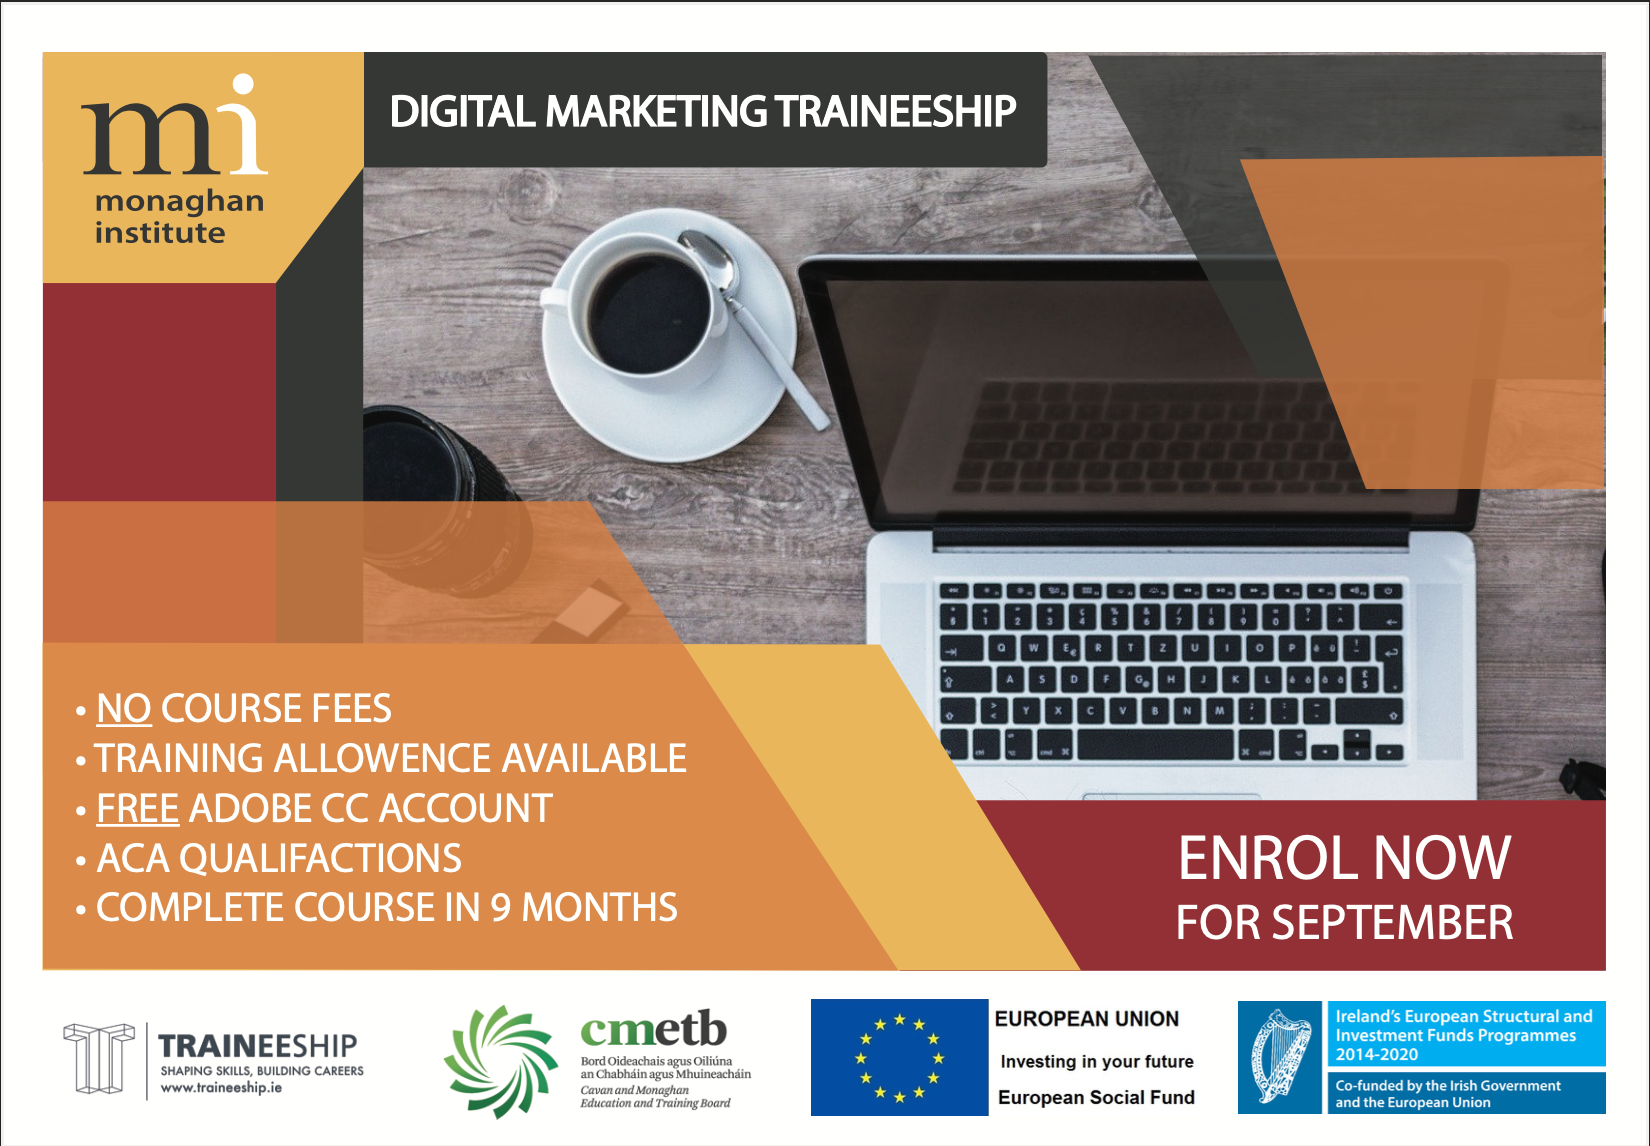 mi
monaghan
institute
DIGITAL MARKETING TRAINEESHIP
• NO COURSE FEES
• TRAINING ALLOWENCE AVAILABLE
• FREE ADOBE CC ACCOUNT
• ACA QUALIFACTIONS
• COMPLETE COURSE IN 9 MONTHS
ENROL NOW
FOR SEPTEMBER
TRAINEESHIP
SHAPING SKILLS, BUILDING CAREERS
www.traineeship.ie
cmetb
Bord Oideachais agus Oiliúna
an Chabháin agus Mhuineacháin
Cavan and Monaghan
Education and Training Board
EUROPEAN UNION
Investing in your future
European Social Fund
Ireland's European Structural and
Investment Funds Programmes
2014-2020
Co-funded by the Irish Government
and the European Union